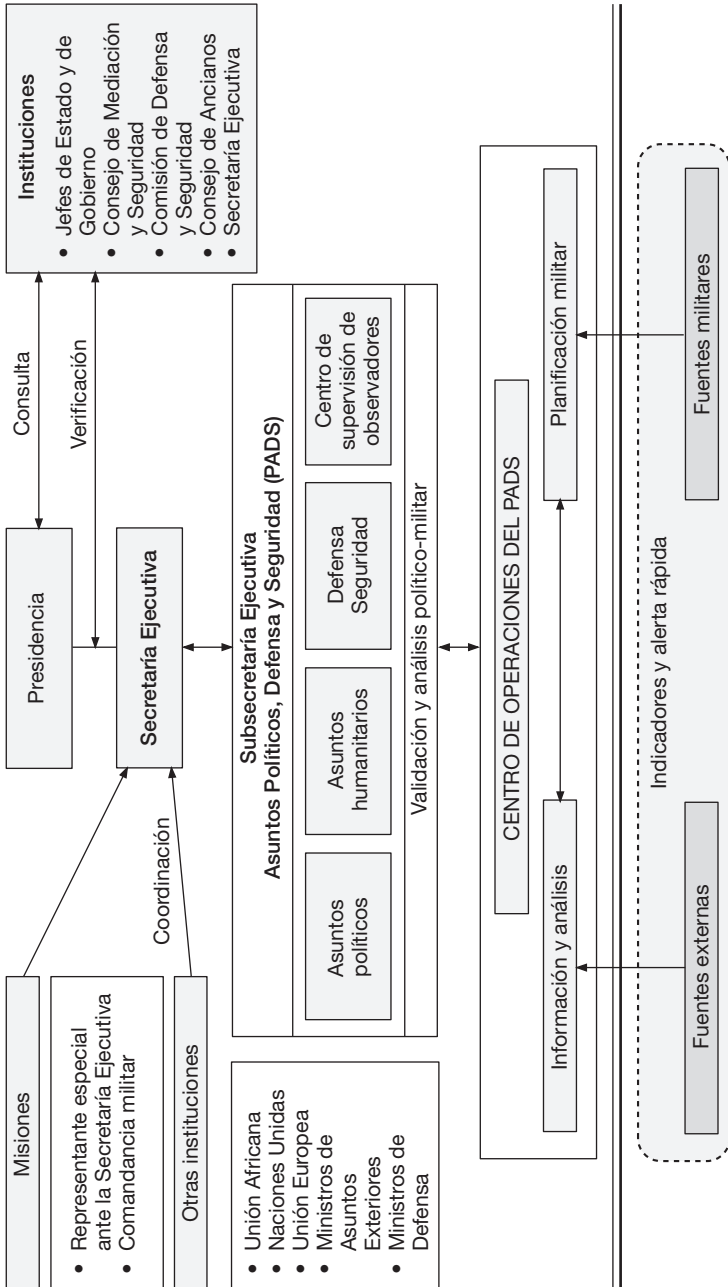 Misiones
• Representante especial
ante la Secretaría Ejecutiva
• Comandancia militar
Otras instituciones
• Unión Africana
• Naciones Unidas
• Unión Europea
• Ministros de
Asuntos
Exteriores
• Ministros de
Defensa
Coordinación
Presidencia
Secretaría Ejecutiva
Consulta
Verificación
Instituciones
• Jefes de Estado y de
Gobierno
• Consejo de Mediación
y Seguridad
• Comisión de Defensa
y Seguridad
• Consejo de Ancianos
• Secretaría Ejecutiva
Subsecretaría Ejecutiva
Asuntos Políticos, Defensa y Seguridad (PADS)
Asuntos
políticos
Asuntos
humanitarios
Defensa
Seguridad
Centro de
supervisión de
observadores
Validación y análisis político-militar
CENTRO DE OPERACIONES DEL PADS
Información y análisis
Planificación militar
Indicadores y alerta rápida
Fuentes externas
Fuentes militares